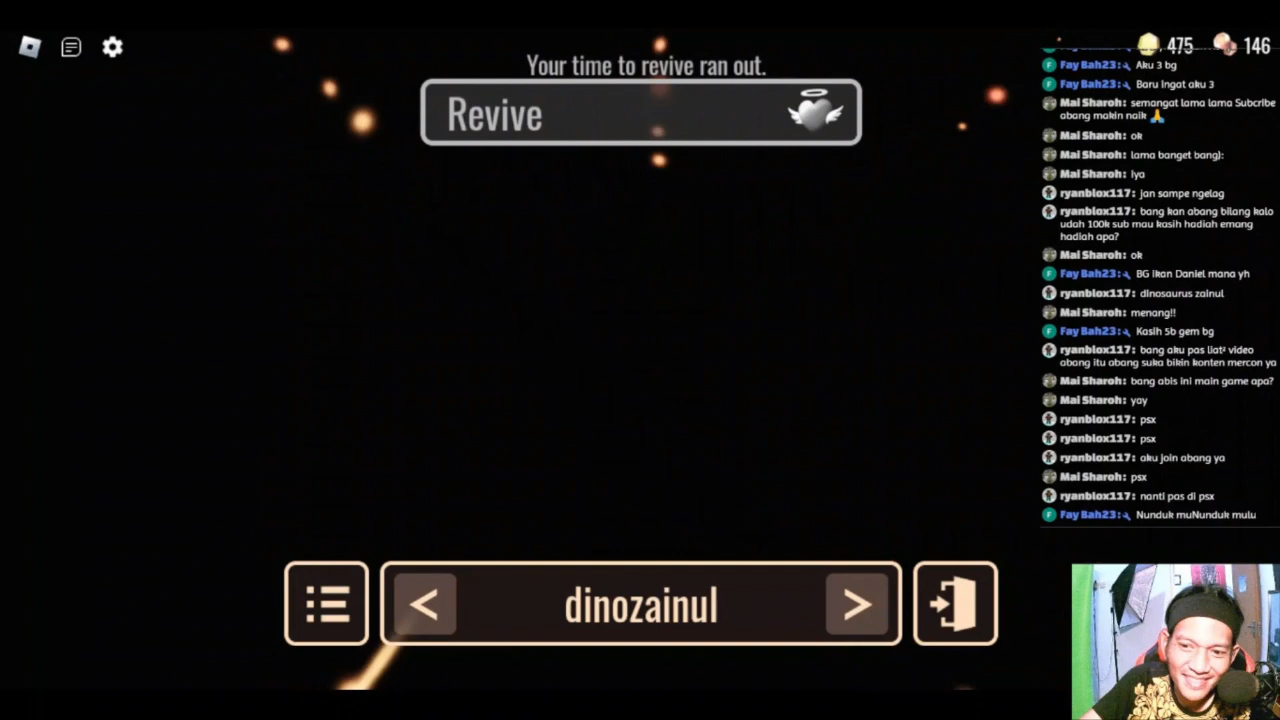 475 146
Your time to revive ran out.
Revive
Fay Bah23: Aku 3 bg
Fay Bah23: Baru Ingat aku 3
Mai Sharoh: semangat lama lama Subcribe
abang makin naik 🙏
Mai Sharoh: ok
Mai Sharoh: lama banget bang):
Mai Sharoh: iya
ryanblox117: jan sampe ngelag
ryanblox117: bang kan abang bilang kalo
udah 100k sub mau kasih hadiah emang
hadiah apa?
Mai Sharoh: ok
Fay Bah23: BG Ikan Daniel mana yh
ryanblox117: dinosaurus zainul
Mai Sharoh: menang!!
Fay Bah23: Kasih 5b gem bg
ryanblox117: bang aku pas liat² video
abang itu abang suka bikin konten mercon ya
Mai Sharoh: bang abis ini main game apa?
Mai Sharoh: yay
ryanblox117: psx
ryanblox117: psx
ryanblox117: aku join abang ya
Mai Sharoh: psx
ryanblox117: nanti pas di psx
Fay Bah23: Nunduk muNunduk mulu
< dinozainul >